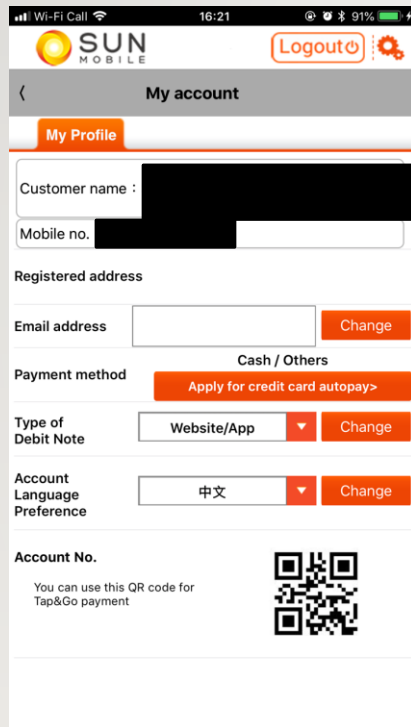 Wi-Fi Call 16:21 91%
SUN
MOBILE
Logout
My account
My Profile
Customer name :
Mobile no.
Registered address
Email address
Change
Cash / Others
Payment method
Apply for credit card autopay>
Type of
Debit Note
Website/App
Change
Account
Language
Preference
中文
Change
Account No.
You can use this QR code for
Tap&Go payment